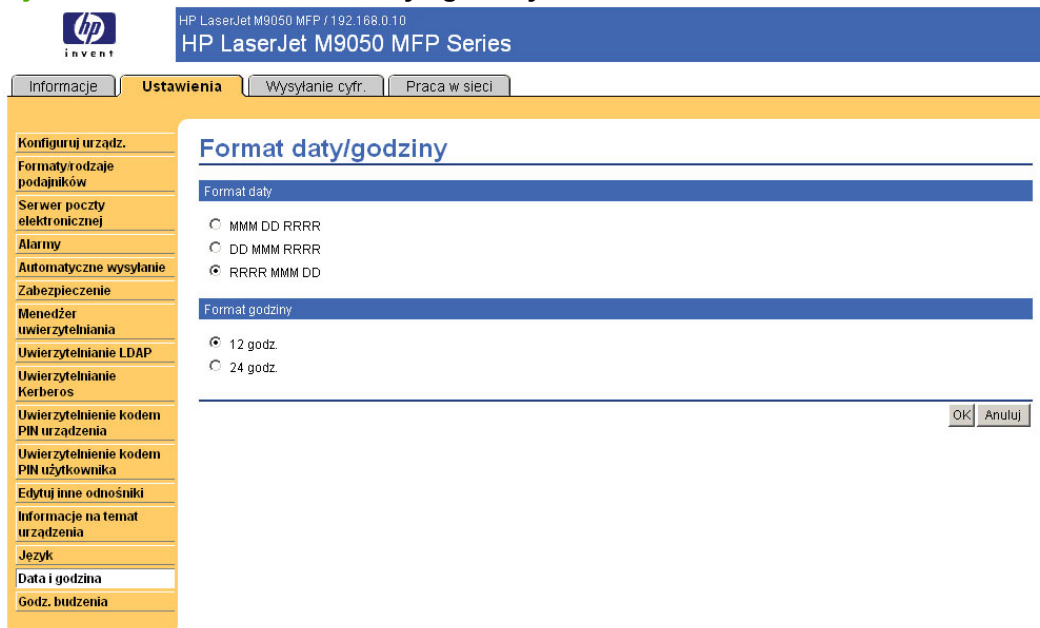 hp
invent
HP LaserJet M9050 MFP / 192.168.0.10
HP LaserJet M9050 MFP Series
Informacje
Ustawienia
Wysyłanie cyfr.
Praca w sieci
Konfiguruj urządz.
Formaty/rodzaje
podajników
Serwer poczty
elektronicznej
Alarmy
Automatyczne wysyłanie
Zabezpieczenie
Menedżer
uwierzytelniania
Uwierzytelnianie LDAP
Uwierzytelnianie
Kerberos
Uwierzytelnienie kodem
PIN urządzenia
Uwierzytelnienie kodem
PIN użytkownika
Edytuj inne odnośniki
Informacje na temat
urządzenia
Język
Data i godzina
Godz. budzenia
Format daty/godziny
Format daty
MMM DD RRRR
DD MMM RRRR
RRRR MMM DD
Format godziny
12 godz.
24 godz.
OK
Anuluj